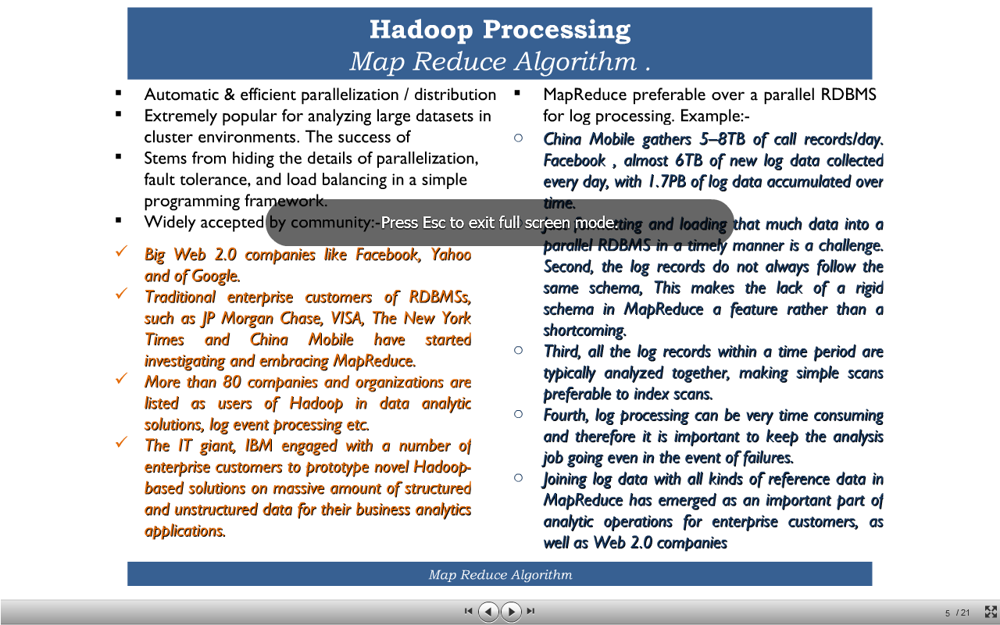 Hadoop Processing
Map Reduce Algorithm .
Automatic & efficient parallelization / distribution
Extremely popular for analyzing large datasets in
cluster environments. The success of
Stems from hiding the details of parallelization,
fault tolerance, and load balancing in a simple
programming framework.
Widely accepted by community:-
Big Web 2.0 companies like Facebook, Yahoo
and of Google.
Traditional enterprise customers of RDBMSs,
such as JP Morgan Chase, VISA, The New York
Times and China Mobile have started
investigating and embracing MapReduce.
More than 80 companies and organizations are
listed as users of Hadoop in data analytic
solutions, log event processing etc.
The IT giant, IBM engaged with a number of
enterprise customers to prototype novel Hadoop-
based solutions on massive amount of structured
and unstructured data for their business analytics
applications.
MapReduce preferable over a parallel RDBMS
for log processing. Example:-
China Mobile gathers 5–8TB of call records/day.
Facebook , almost 6TB of new log data collected
every day, with 1.7PB of log data accumulated over
time.
and loading that much data into a
parallel RDBMS in a timely manner is a challenge.
Second, the log records do not always follow the
same schema, This makes the lack of a rigid
schema in MapReduce a feature rather than a
shortcoming.
Third, all the log records within a time period are
typically analyzed together, making simple scans
preferable to index scans.
Fourth, log processing can be very time consuming
and therefore it is important to keep the analysis
job going even in the event of failures.
Joining log data with all kinds of reference data in
MapReduce has emerged as an important part of
analytic operations for enterprise customers, as
well as Web 2.0 companies
Press Esc to exit full screen mode.
Map Reduce Algorithm
5 / 21